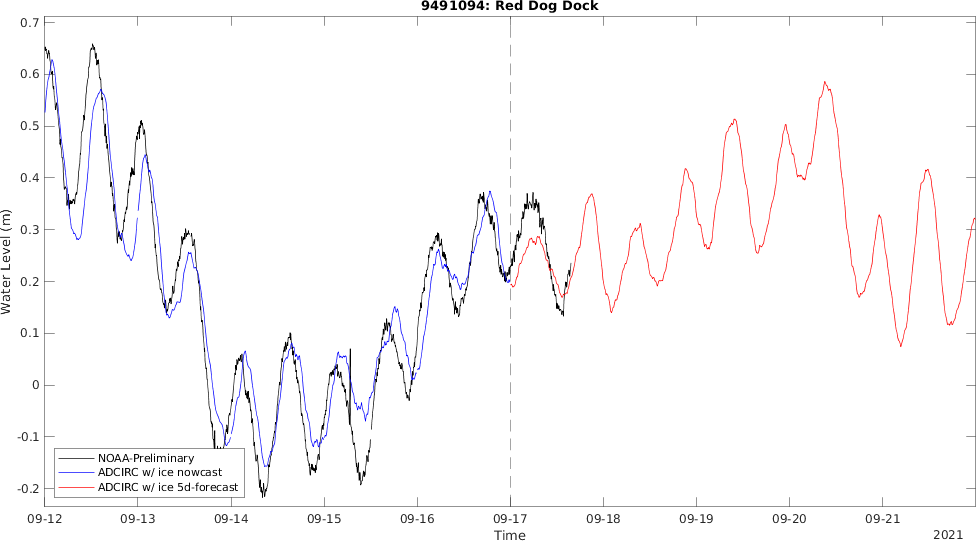 9491094: Red Dog Dock
Water Level (m)
0.7
0.6
0.5
0.4
0.3
0.2
0.1
0
-0.1
-0.2
NOAA-Preliminary
ADCIRC w/ ice nowcast
ADCIRC w/ ice 5d-forecast
09-12 09-13 09-14 09-15 09-16 09-17 09-18 09-19 09-20 09-21
Time
2021